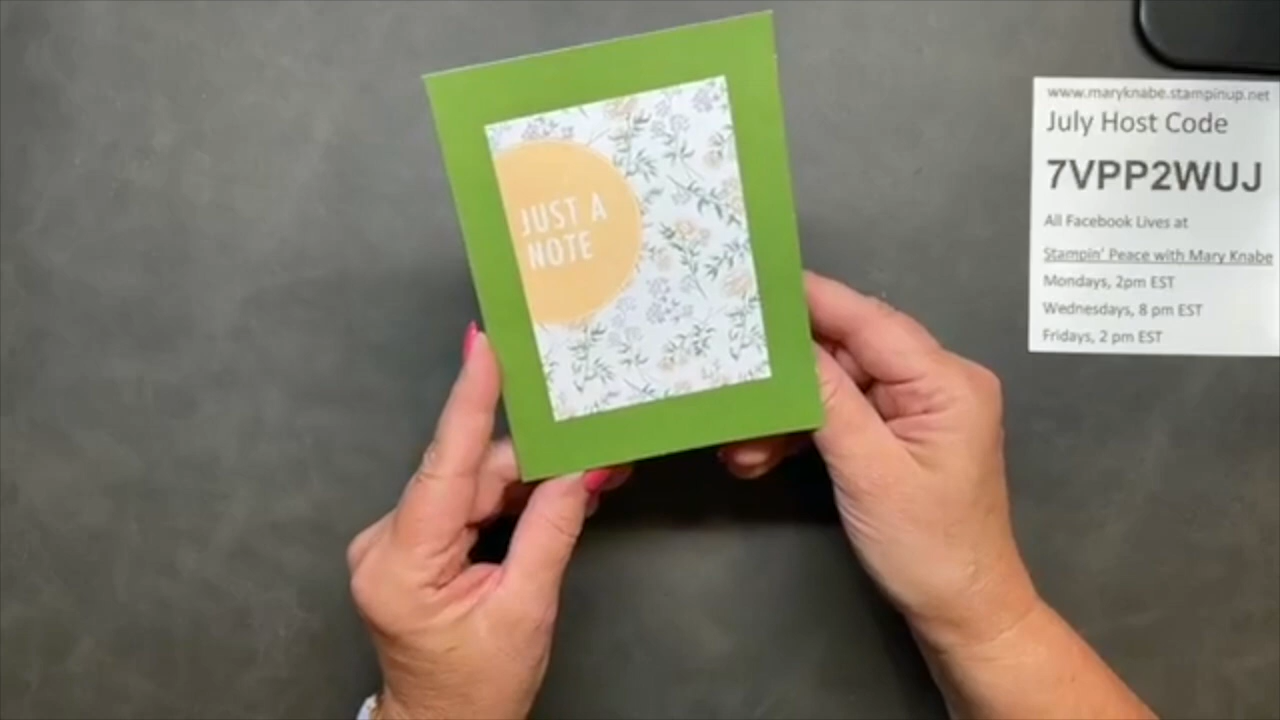 JUST A
NOTE
www.maryknabe.stampinup.net
July Host Code
7VPP2WUJ
All Facebook Lives at
Stampin' Peace with Mary Knabe
Mondays, 2pm EST
Wednesdays, 8 pm EST
Fridays, 2 pm EST